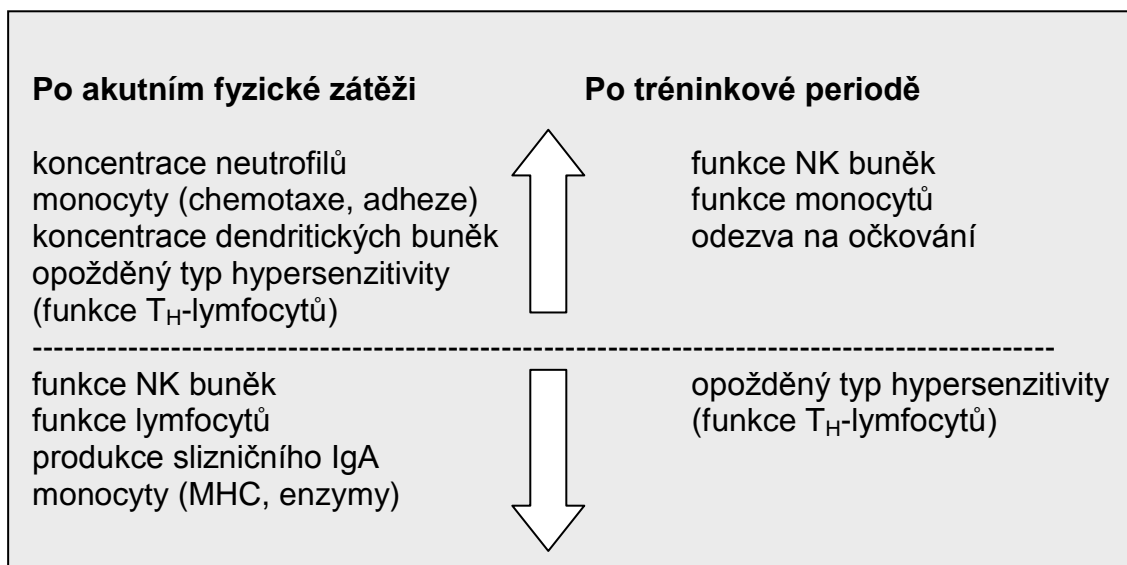 Po akutním fyzické zátěži
Po tréninkové periodě
koncentrace neutrofilů
monocyty (chemotaxe, adheze)
koncentrace dendritických buněk
opožděný typ hypersenzitivity
(funkce TH-lymfocytů)
funkce NK buněk
funkce monocytů
odezva na očkování
--------------------------------------------------------------------------------------------
funkce NK buněk
funkce lymfocytů
produkce slizničního IgA
monocyty (MHC, enzymy)
opožděný typ hypersenzitivity
(funkce TH-lymfocytů)